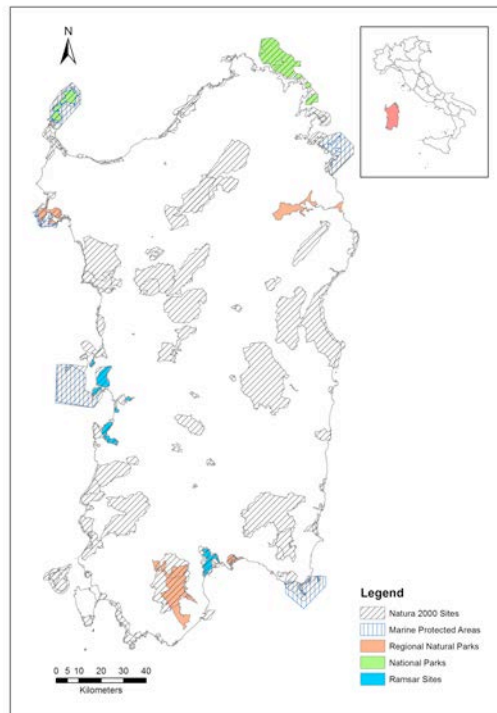 N
Legend
Natura 2000 Sites
Marine Protected Areas
Regional Natural Parks
National Parks
Ramsar Sites
0 5 10 20 30 40
Kilometers